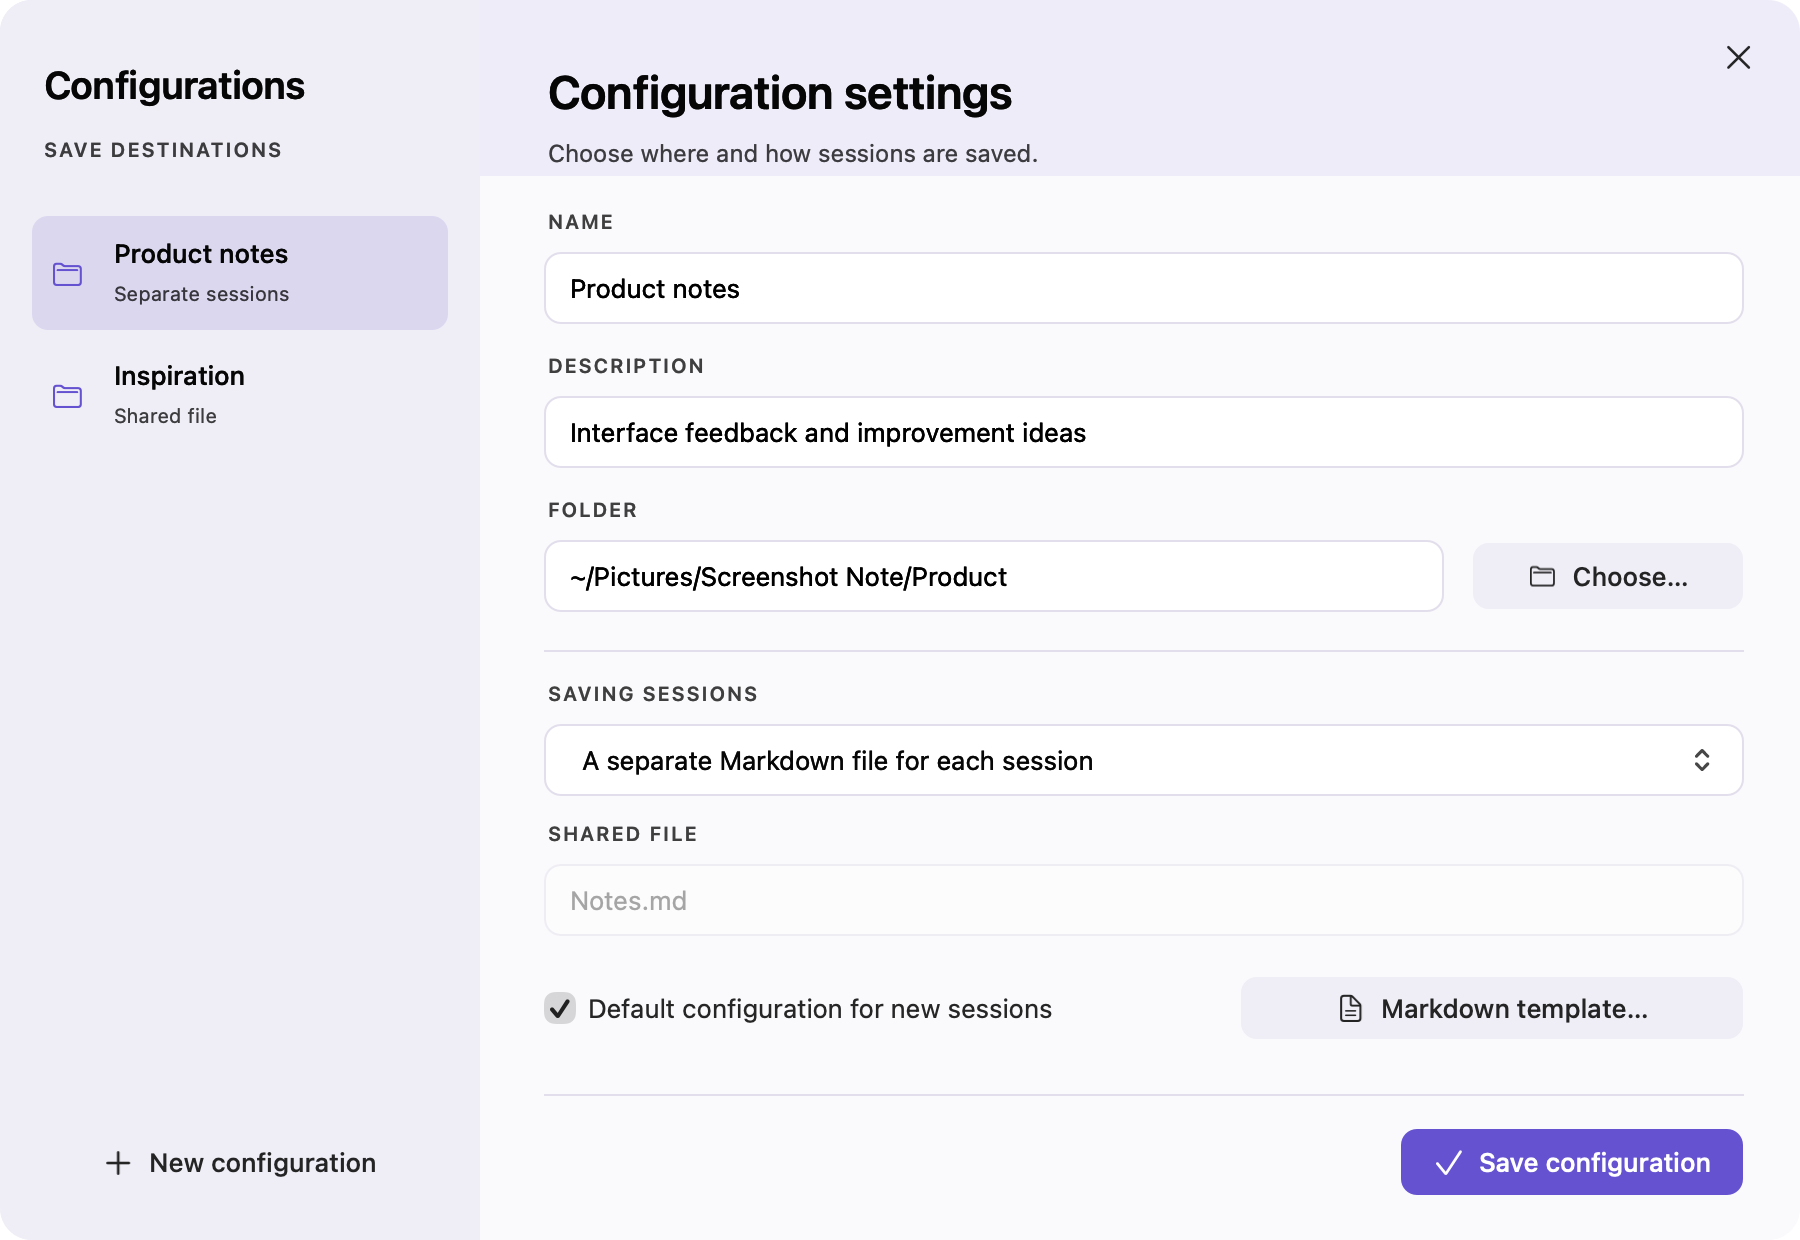 Configurations
SAVE DESTINATIONS
Product notes
Separate sessions
Inspiration
Shared file
New configuration
Configuration settings
Choose where and how sessions are saved.
NAME
Product notes
DESCRIPTION
Interface feedback and improvement ideas
FOLDER
~/Pictures/Screenshot Note/Product
Choose...
SAVING SESSIONS
A separate Markdown file for each session
SHARED FILE
Notes.md
Default configuration for new sessions
Markdown template...
Save configuration